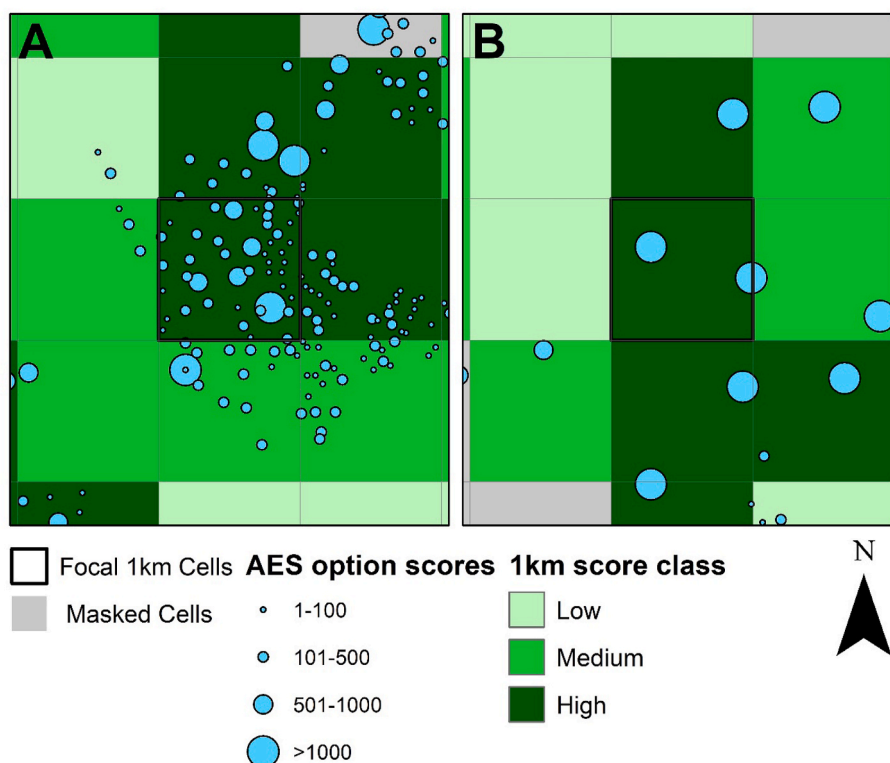 A B
Focal 1km Cells AES option scores 1km score class N
Masked Cells 1-100 Low
101-500 Medium
501-1000 High
>1000